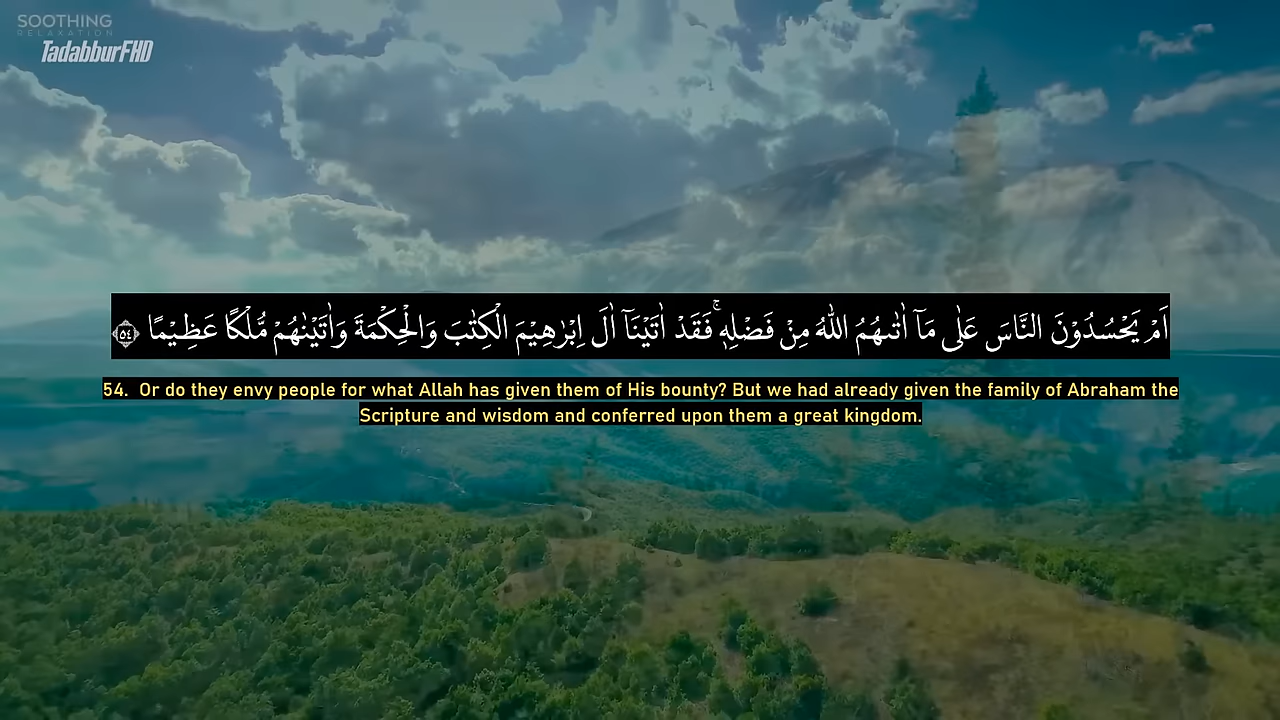 SOOTHING
RELAXATION
TadabburFHD
اَمْ يَحْسُدُوْنَ النَّاسَ عَلٰى مَآ اٰتٰىهُمُ اللّٰهُ مِنْ فَضْلِهٖۚ فَقَدْ اٰتَيْنَآ اٰلَ اِبْرٰهِيْمَ الْكِتٰبَ وَالْحِكْمَةَ وَاٰتَيْنٰهُمْ مُّلْكًا عَظِيْمًا ۝٥٤
54. Or do they envy people for what Allah has given them of His bounty? But we had already given the family of Abraham the
Scripture and wisdom and conferred upon them a great kingdom.